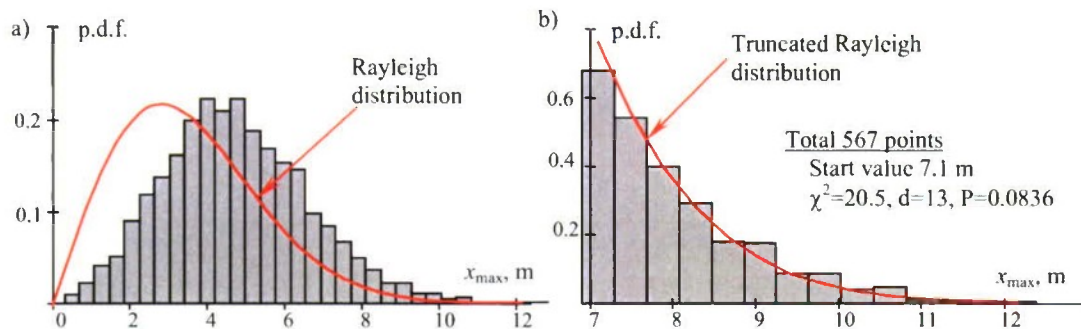 a)
p.d.f.
0.2
0.1
0
0 2 4 6 8 10 12
Rayleigh
distribution
x_max, m
b)
p.d.f.
0.6
0.4
0.2
0
7 8 9 10 11 12
Truncated Rayleigh
distribution
Total 567 points
Start value 7.1 m
χ²=20.5, d=13, P=0.0836
x_max, m